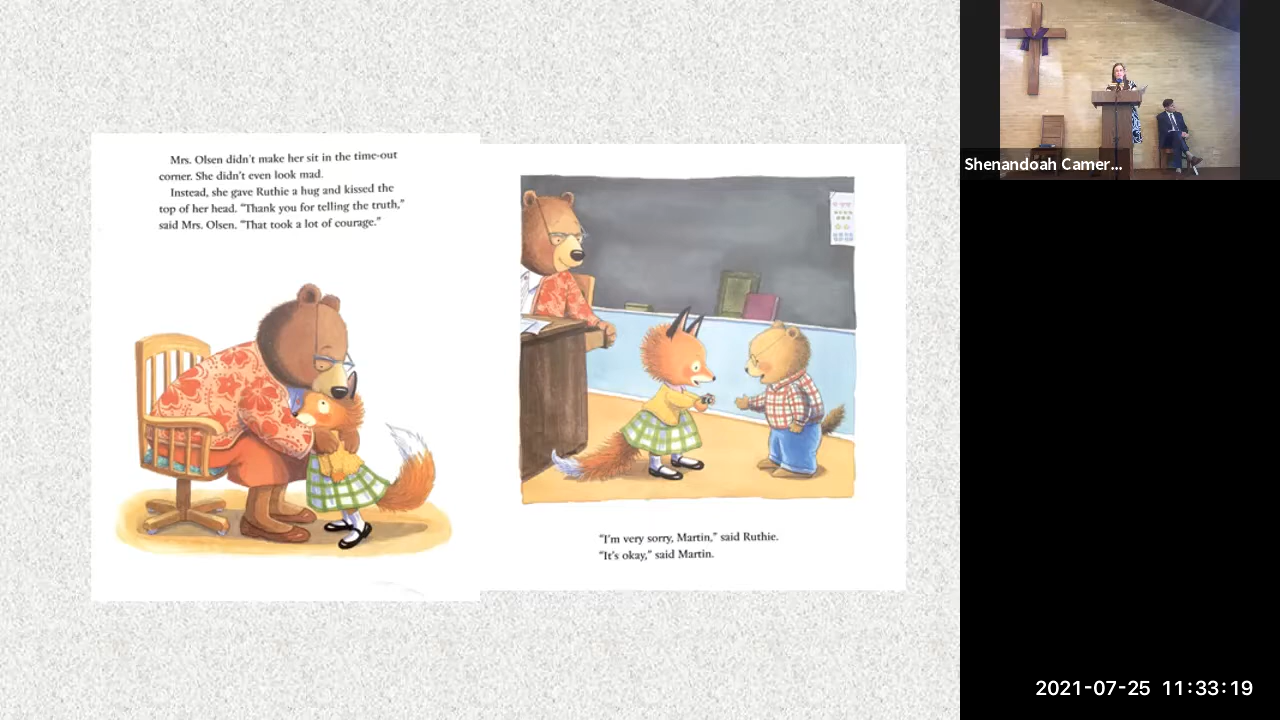 Mrs. Olsen didn't make her sit in the time-out
corner. She didn't even look mad.
Instead, she gave Ruthie a hug and kissed the
top of her head. “Thank you for telling the truth,”
said Mrs. Olsen. “That took a lot of courage.”
“I'm very sorry, Martin,” said Ruthie.
“It's okay,” said Martin.
Shenandoah Camer...
2021-07-25 11:33:19